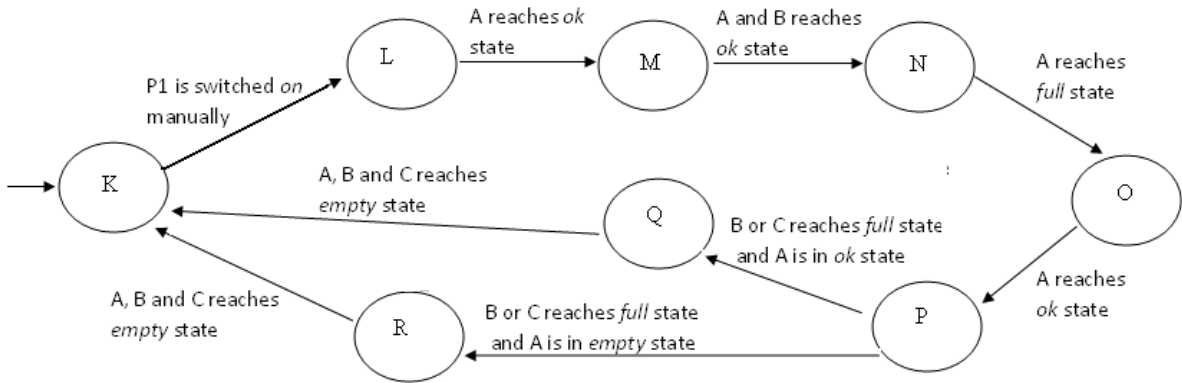 A reaches ok
state
A and B reaches
ok state
L
M
N
A reaches
full state
P1 is switched on
manually
K
A, B and C reaches
empty state
Q
O
B or C reaches full state
and A is in ok state
A reaches
ok state
A, B and C reaches
empty state
R
B or C reaches full state
and A is in empty state
P